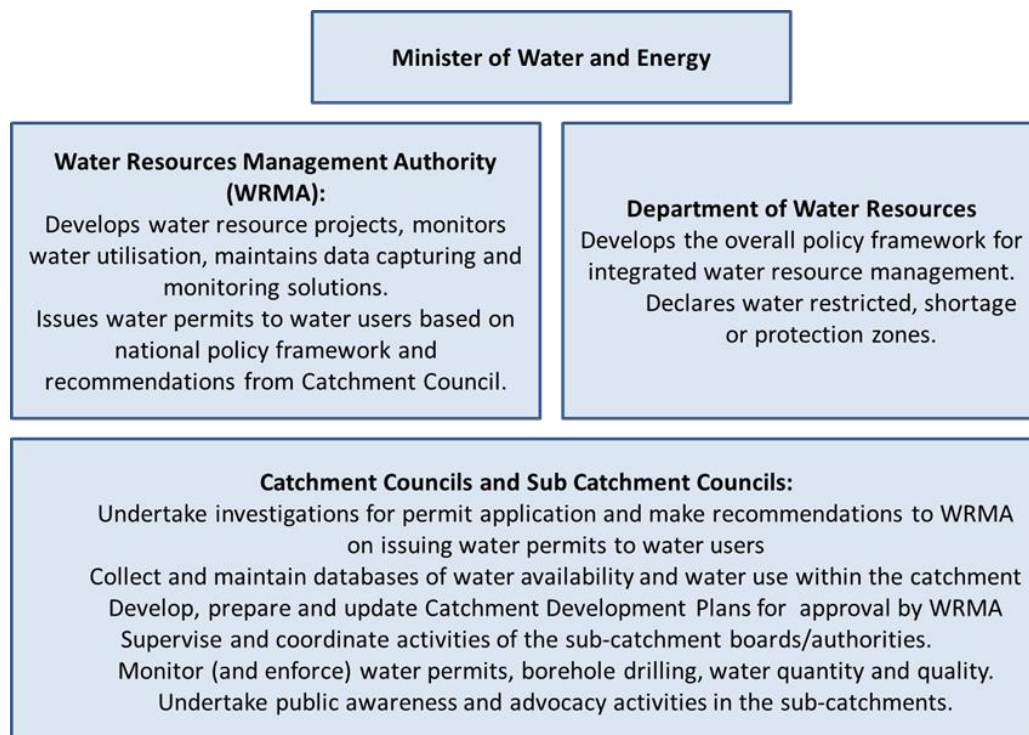 Minister of Water and Energy
Water Resources Management Authority
(WRMA):
Develops water resource projects, monitors
water utilisation, maintains data capturing and
monitoring solutions.
Issues water permits to water users based on
national policy framework and
recommendations from Catchment Council.
Department of Water Resources
Develops the overall policy framework for
integrated water resource management.
Declares water restricted, shortage
or protection zones.
Catchment Councils and Sub Catchment Councils:
Undertake investigations for permit application and make recommendations to WRMA
on issuing water permits to water users
Collect and maintain databases of water availability and water use within the catchment
Develop, prepare and update Catchment Development Plans for approval by WRMA
Supervise and coordinate activities of the sub-catchment boards/authorities.
Monitor (and enforce) water permits, borehole drilling, water quantity and quality.
Undertake public awareness and advocacy activities in the sub-catchments.